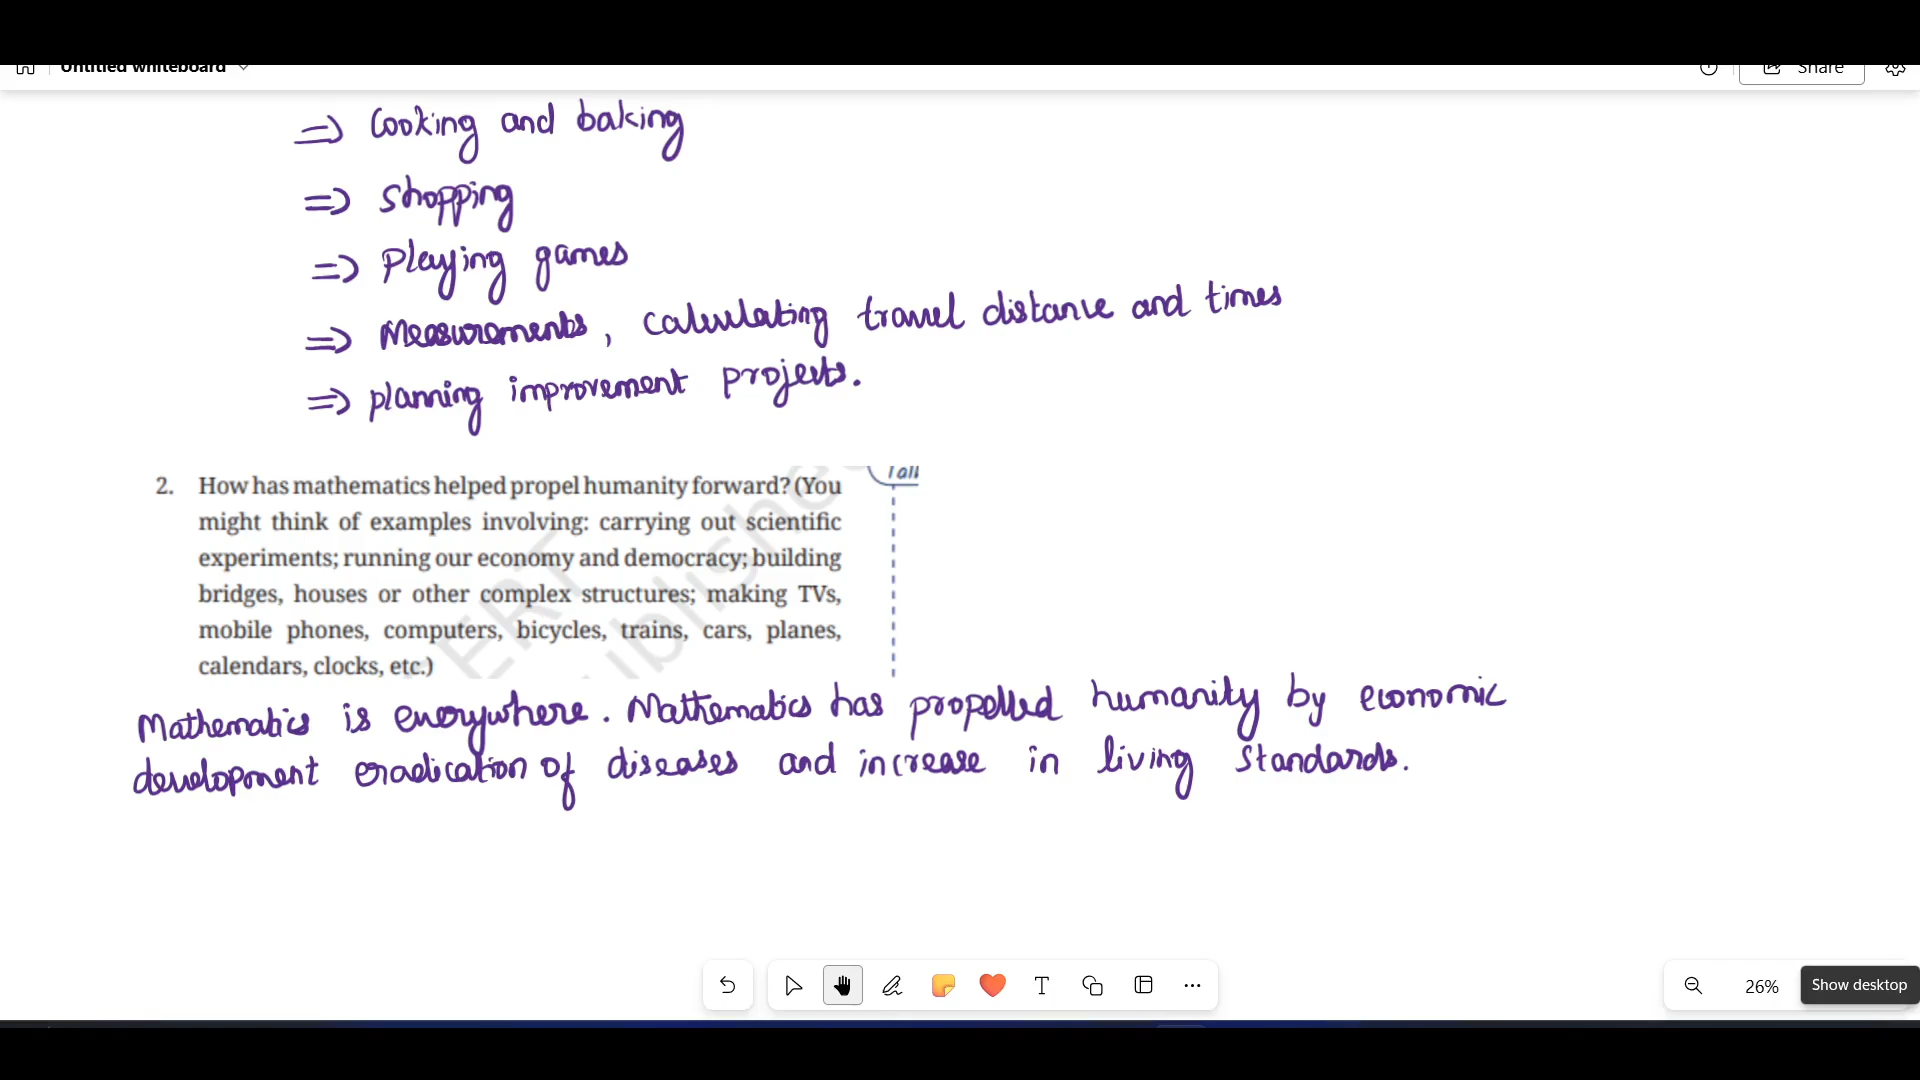 Untitled whiteboard
Share
=> Cooking and baking
=> Shopping
=> Playing games
=> Measurements, calculating travel distance and times
=> planning improvement projects.
Tall
2. How has mathematics helped propel humanity forward? (You
might think of examples involving: carrying out scientific
experiments; running our economy and democracy; building
bridges, houses or other complex structures; making TVs,
mobile phones, computers, bicycles, trains, cars, planes,
calendars, clocks, etc.)
Mathematics is everywhere. Mathematics has propelled humanity by economic
development eradication of diseases and increase in living standards.
26%
Show desktop